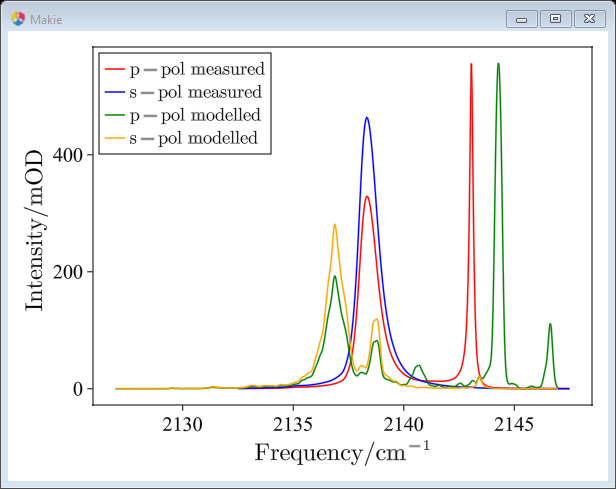 Makie
p — pol measured
s — pol measured
p — pol modelled
s — pol modelled
Intensity/mOD
400
200
0
2130 2135 2140 2145
Frequency/cm⁻¹